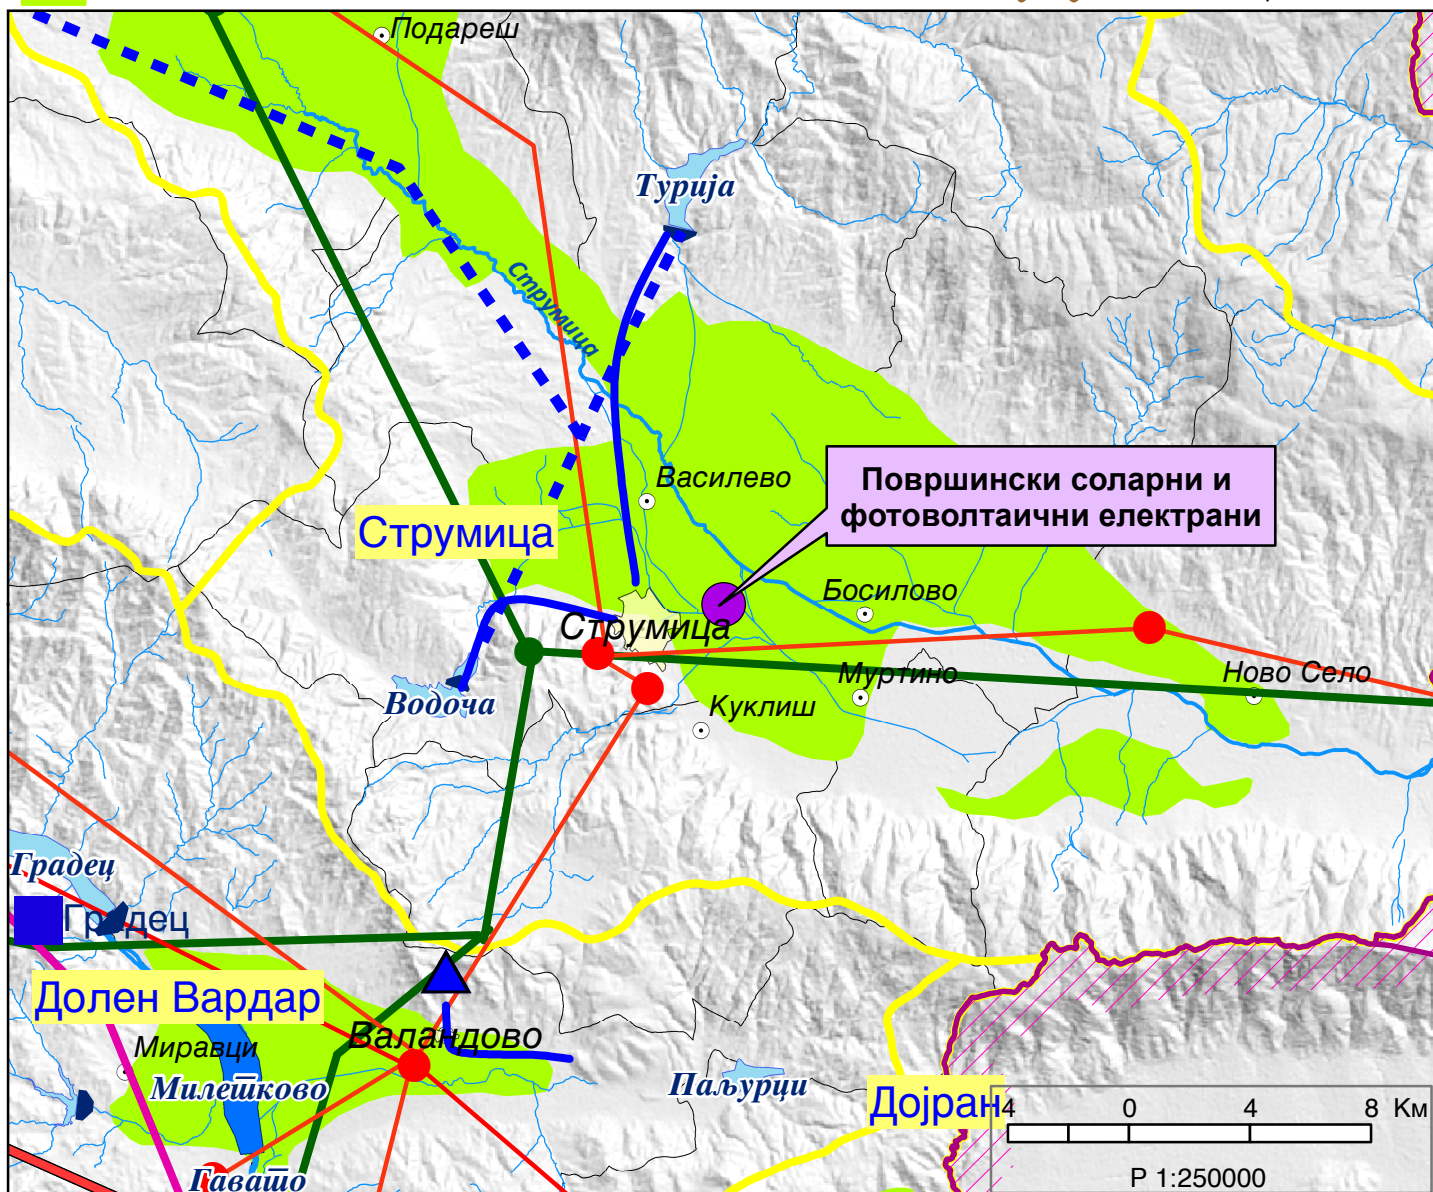 Подареш
Турија
Струмица
Василево
Површински соларни и
фотоволтаични електрани
Струмица
Босилово
Струмица
Муртино
Ново Село
Водоча
Куклиш
Градец
Градец
Долен Вардар
Валандово
Миравци
Милешково
Паљурци
Дојран
4 0 4 8 Км
Р 1:250000
Гавато